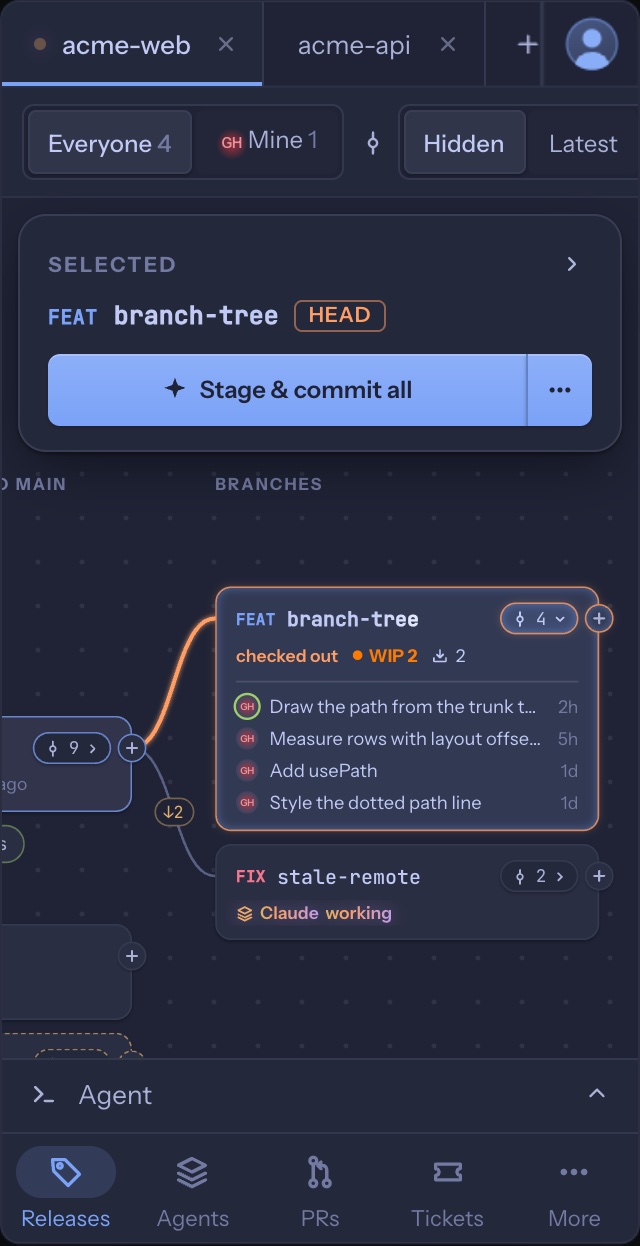 acme-web
acme-api
Everyone 4
GH Mine 1
Hidden
Latest
SELECTED
FEAT branch-tree HEAD
Stage & commit all
MAIN
BRANCHES
FEAT branch-tree 4
checked out WIP 2 2
GH Draw the path from the trunk t... 2h
GH Measure rows with layout offse... 5h
GH Add usePath 1d
GH Style the dotted path line 1d
9
ago
↓2
s
FIX stale-remote 2
Claude working
Agent
Releases
Agents
PRs
Tickets
More